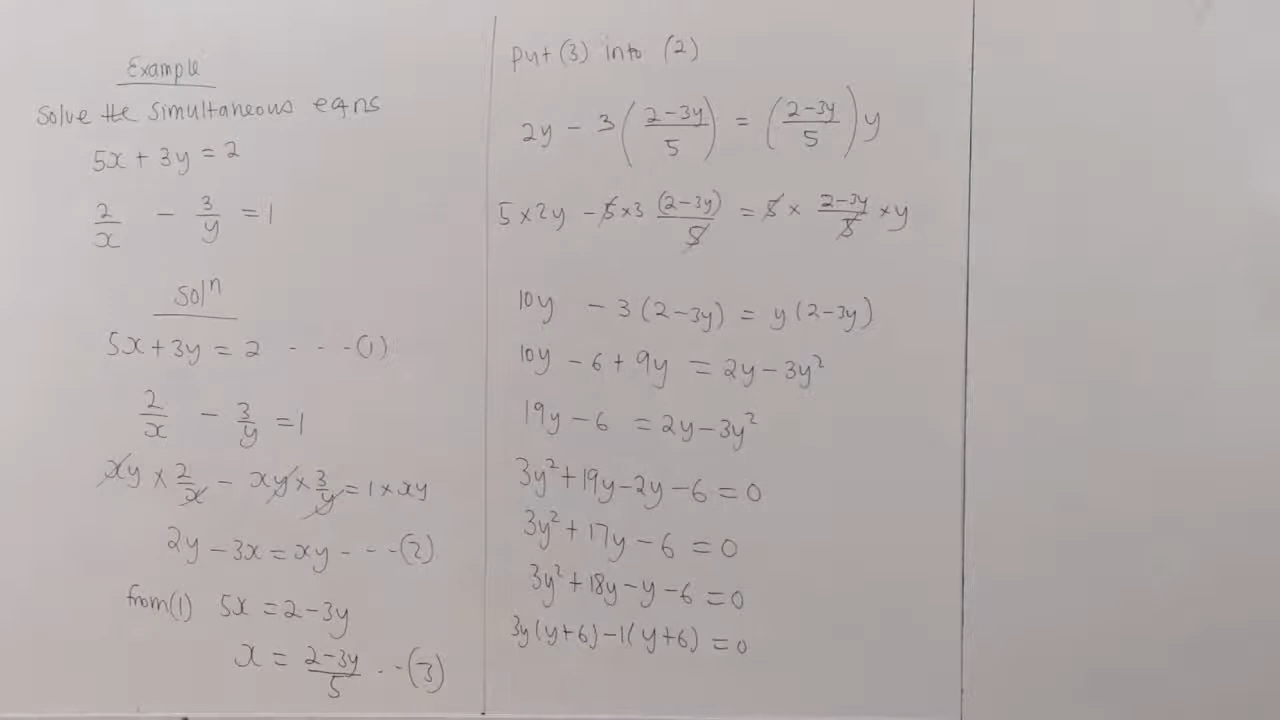 Example
Solve the simultaneous eqns
5x + 3y = 2
2/x - 3/y = 1
Solⁿ
5x + 3y = 2 - - - (1)
2/x - 3/y = 1
xy × 2/x - xy × 3/y = 1 × xy
2y - 3x = xy - - - (2)
from (1) 5x = 2 - 3y
x = (2 - 3y)/5 - - (3)
put (3) into (2)
2y - 3((2 - 3y)/5) = ((2 - 3y)/5)y
5 × 2y - 5 × 3 (2 - 3y)/5 = 5 × (2 - 3y)/5 × y
10y - 3(2 - 3y) = y(2 - 3y)
10y - 6 + 9y = 2y - 3y²
19y - 6 = 2y - 3y²
3y² + 19y - 2y - 6 = 0
3y² + 17y - 6 = 0
3y² + 18y - y - 6 = 0
3y(y + 6) - 1(y + 6) = 0